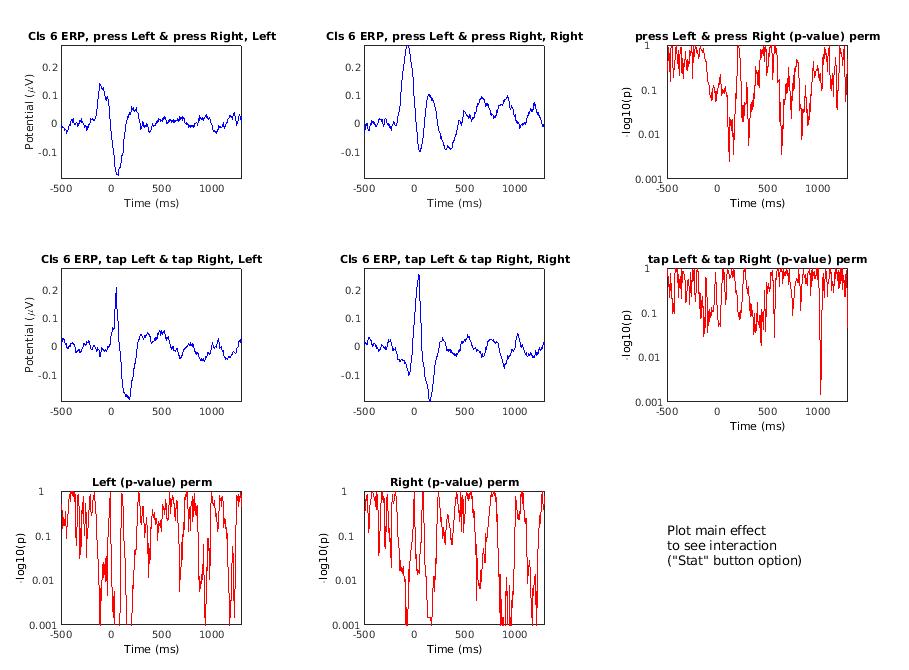 Cls 6 ERP, press Left & press Right, Left
0.2
0.1
0
-0.1
-500 0 500 1000
Time (ms)
Potential (μV)
Cls 6 ERP, press Left & press Right, Right
0.2
0.1
0
-0.1
-500 0 500 1000
Time (ms)
press Left & press Right (p-value) perm
1
0.1
0.01
0.001
-500 0 500 1000
Time (ms)
-log10(p)
Cls 6 ERP, tap Left & tap Right, Left
0.2
0.1
0
-0.1
-500 0 500 1000
Time (ms)
Potential (μV)
Cls 6 ERP, tap Left & tap Right, Right
0.2
0.1
0
-0.1
-500 0 500 1000
Time (ms)
tap Left & tap Right (p-value) perm
1
0.1
0.01
0.001
-500 0 500 1000
Time (ms)
-log10(p)
Left (p-value) perm
1
0.1
0.01
0.001
-500 0 500 1000
Time (ms)
-log10(p)
Right (p-value) perm
1
0.1
0.01
0.001
-500 0 500 1000
Time (ms)
-log10(p)
Plot main effect
to see interaction
("Stat" button option)